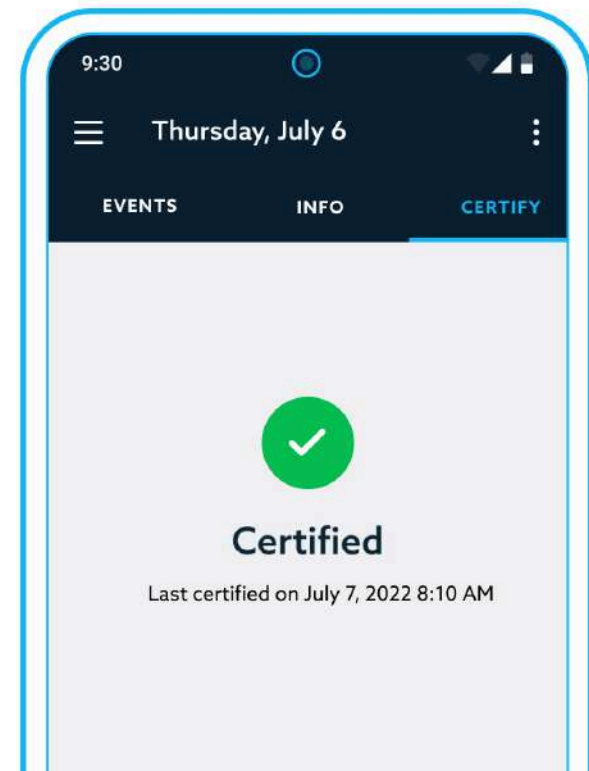 9:30
Thursday, July 6
EVENTS INFO CERTIFY
Certified
Last certified on July 7, 2022 8:10 AM